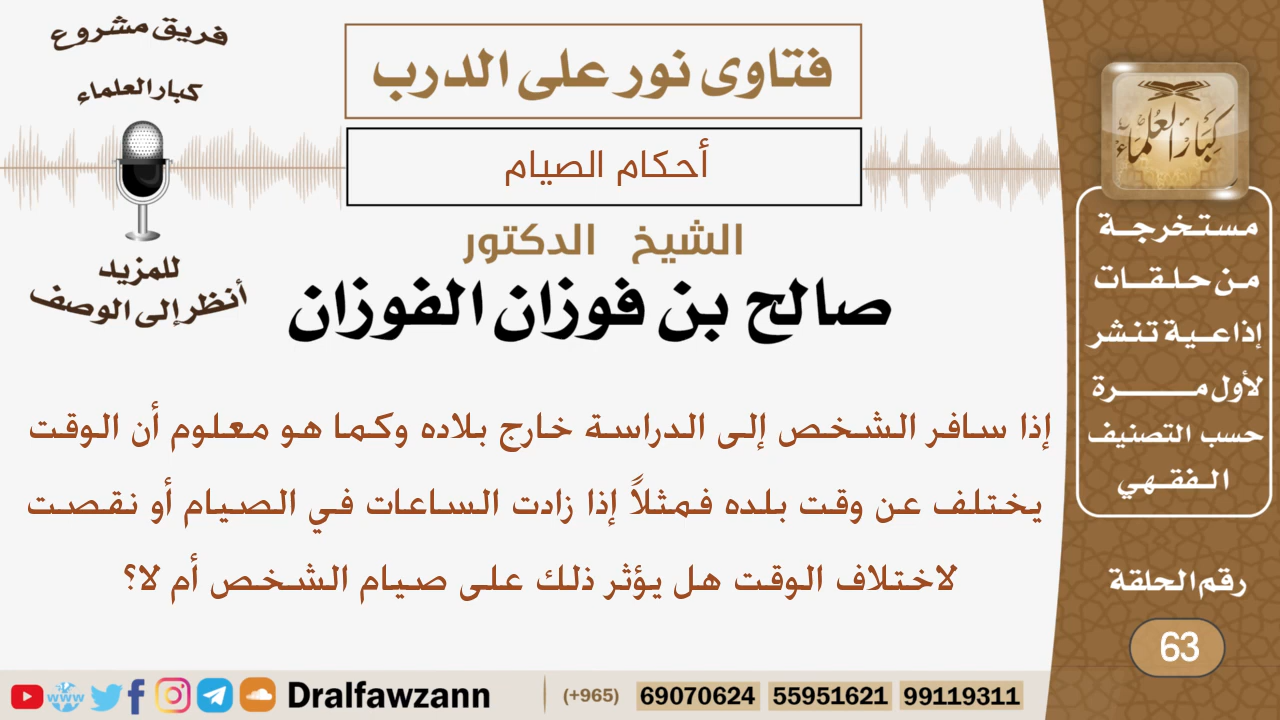 فريق مشروع
كبار العلماء
للمزيد
أنظر إلى الوصف
فتاوى نور على الدرب
أحكام الصيام
الشيخ الدكتور
صالح بن فوزان الفوزان
إذا سافر الشخص إلى الدراسة خارج بلاده وكما هو معلوم أن الوقت
يختلف عن وقت بلده فمثلاً إذا زادت الساعات في الصيام أو نقصت
لاختلاف الوقت هل يؤثر ذلك على صيام الشخص أم لا؟
كبار العلماء
مستخرجة
من حلقات
إذاعية تنشر
لأول مرة
حسب التصنيف
الفقهي
رقم الحلقة
63
www Dralfawzann (+965) 69070624 55951621 99119311